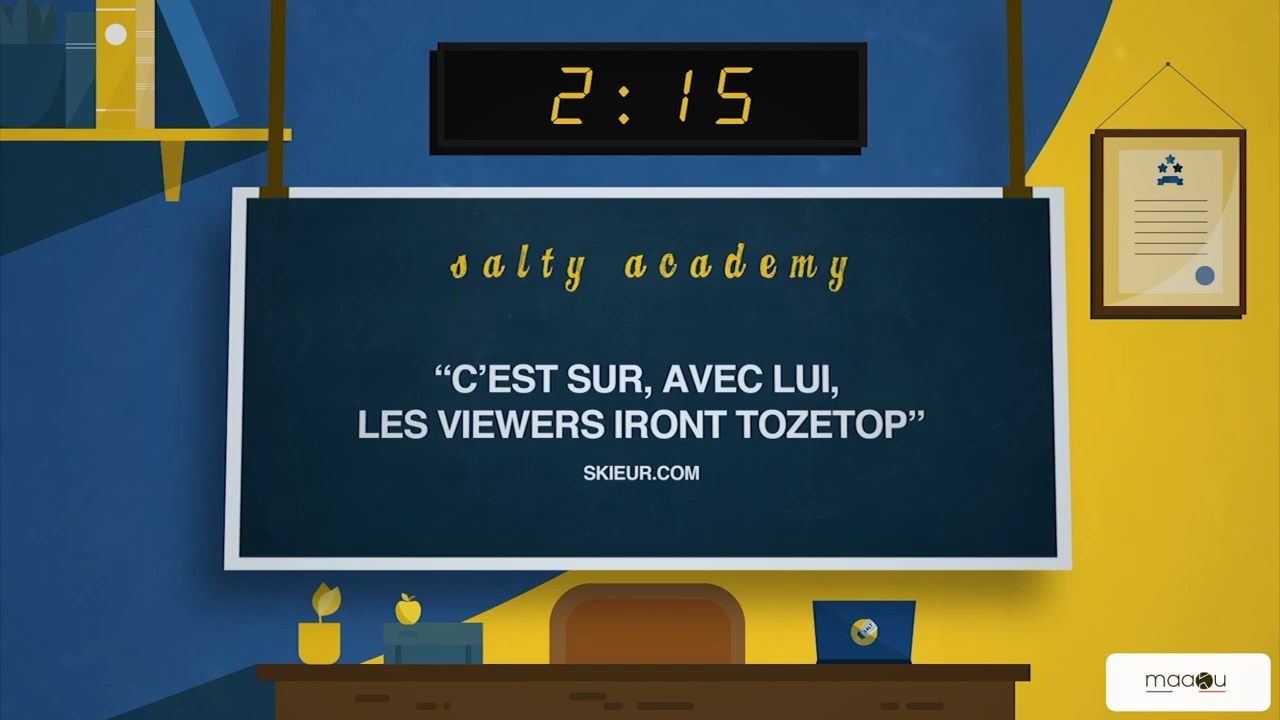 2:15
salty academy
“C’EST SUR, AVEC LUI,
LES VIEWERS IRONT TOZETOP”
SKIEUR.COM
maaku